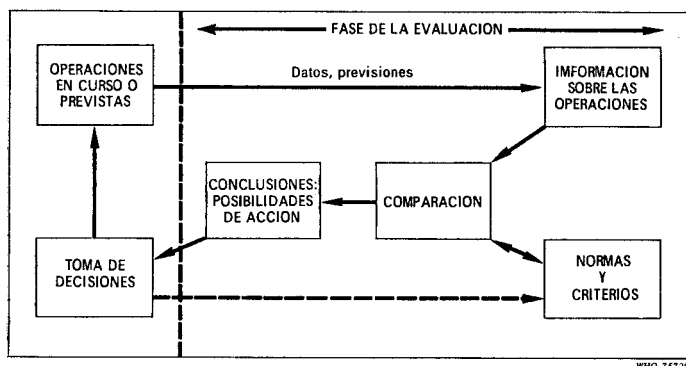 FASE DE LA EVALUACION
OPERACIONES
EN CURSO O
PREVISTAS
Datos, previsiones
IMFORMACION
SOBRE LAS
OPERACIONES
CONCLUSIONES:
POSIBILIDADES
DE ACCION
COMPARACION
TOMA DE
DECISIONES
NORMAS
Y
CRITERIOS